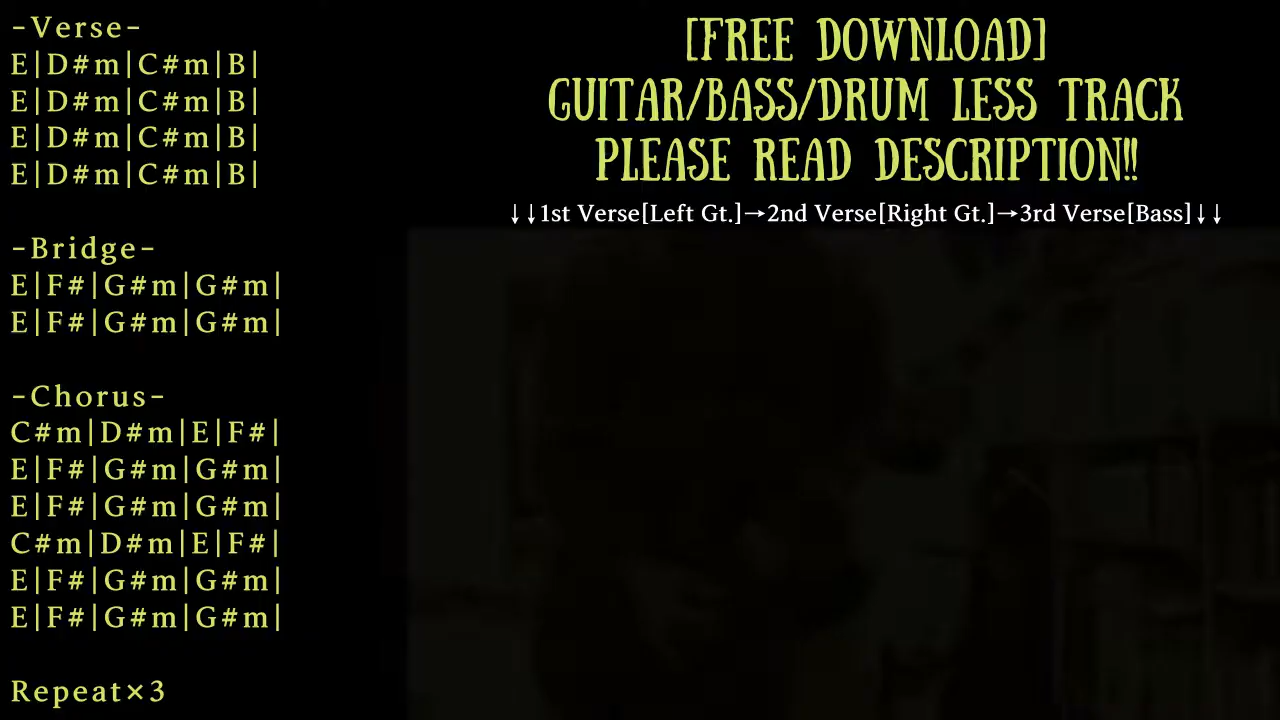 -Verse-
E|D#m|C#m|B|
E|D#m|C#m|B|
E|D#m|C#m|B|
E|D#m|C#m|B|
-Bridge-
E|F#|G#m|G#m|
E|F#|G#m|G#m|
-Chorus-
C#m|D#m|E|F#|
E|F#|G#m|G#m|
E|F#|G#m|G#m|
C#m|D#m|E|F#|
E|F#|G#m|G#m|
E|F#|G#m|G#m|
Repeat×3
[FREE DOWNLOAD]
GUITAR/BASS/DRUM LESS TRACK
PLEASE READ DESCRIPTION!!
↓↓1st Verse[Left Gt.]→2nd Verse[Right Gt.]→3rd Verse[Bass]↓↓